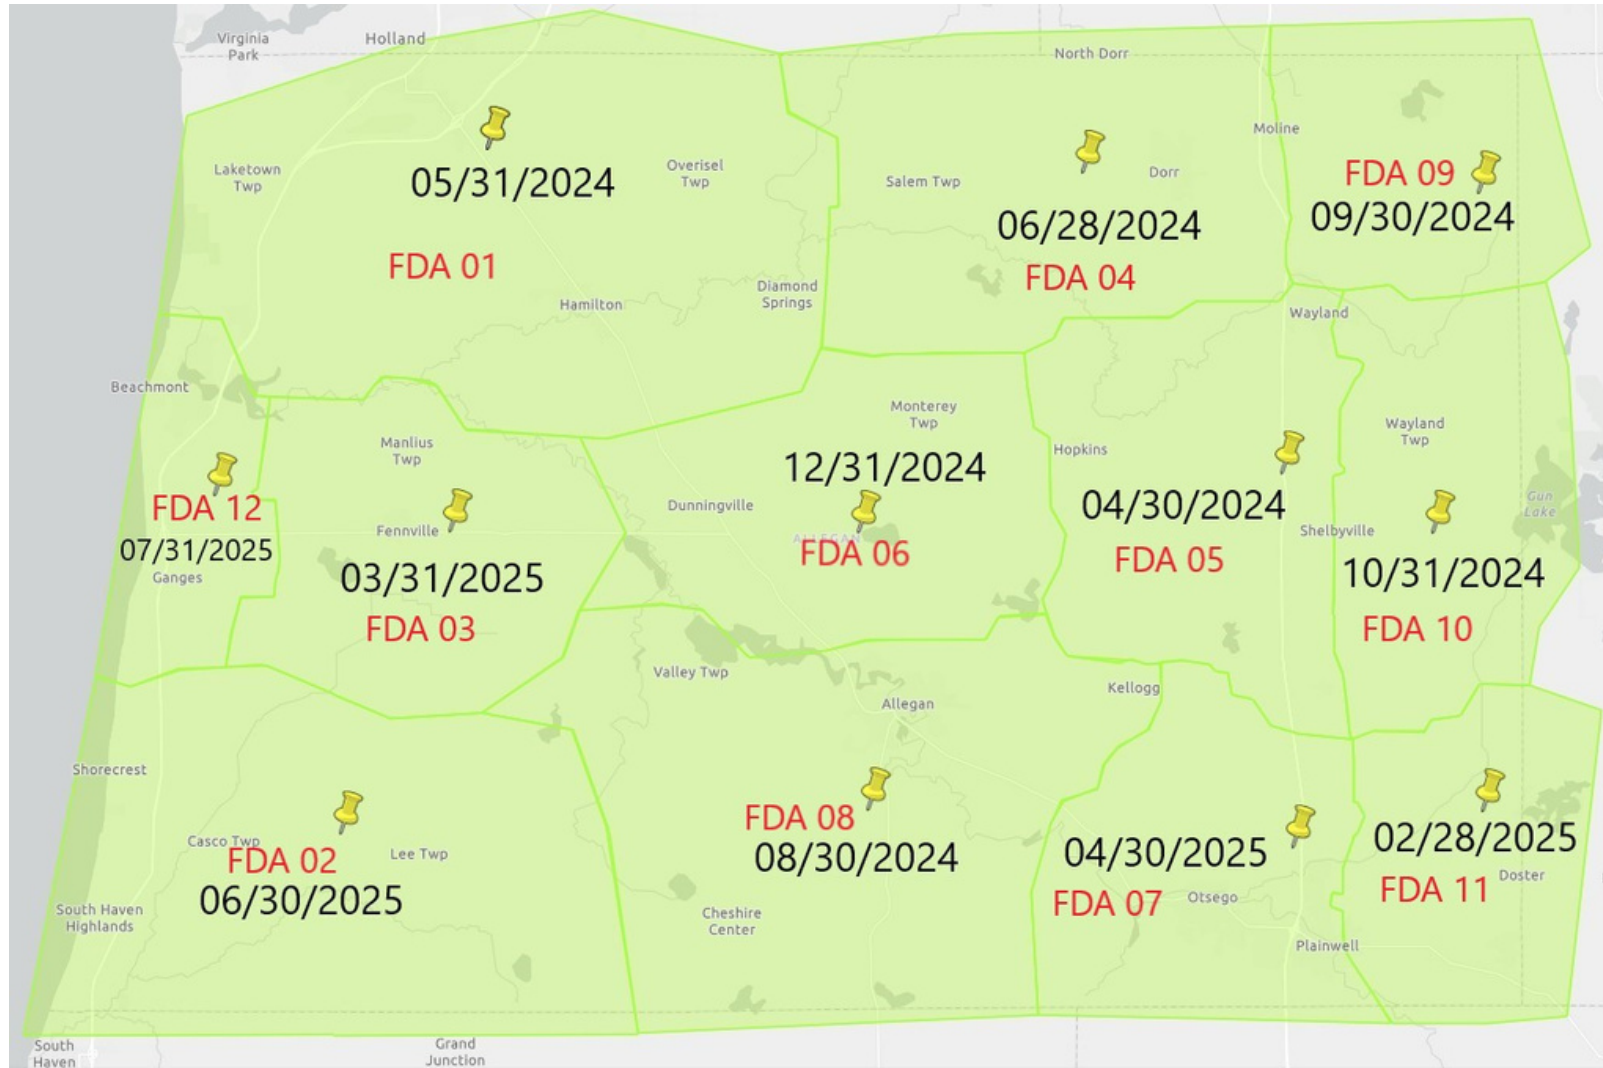 Virginia
Park
Holland
North Dorr
Moline
Laketown
Twp
05/31/2024
Overisel
Twp
FDA 01
Hamilton
Diamond
Springs
Salem Twp
Dorr
06/28/2024
FDA 04
FDA 09
09/30/2024
Wayland
Beachmont
FDA 12
07/31/2025
Ganges
Manlius
Twp
Fennville
03/31/2025
FDA 03
Monterey
Twp
12/31/2024
Dunningville
ALLEGAN
FDA 06
Hopkins
04/30/2024
FDA 05
Shelbyville
Wayland
Twp
10/31/2024
FDA 10
Gun
Lake
Shorecrest
Casco Twp
FDA 02
Lee Twp
06/30/2025
South Haven
Highlands
Valley Twp
Allegan
FDA 08
08/30/2024
Cheshire
Center
Kellogg
04/30/2025
FDA 07
Otsego
Plainwell
02/28/2025
FDA 11
Doster
South
Haven
Grand
Junction